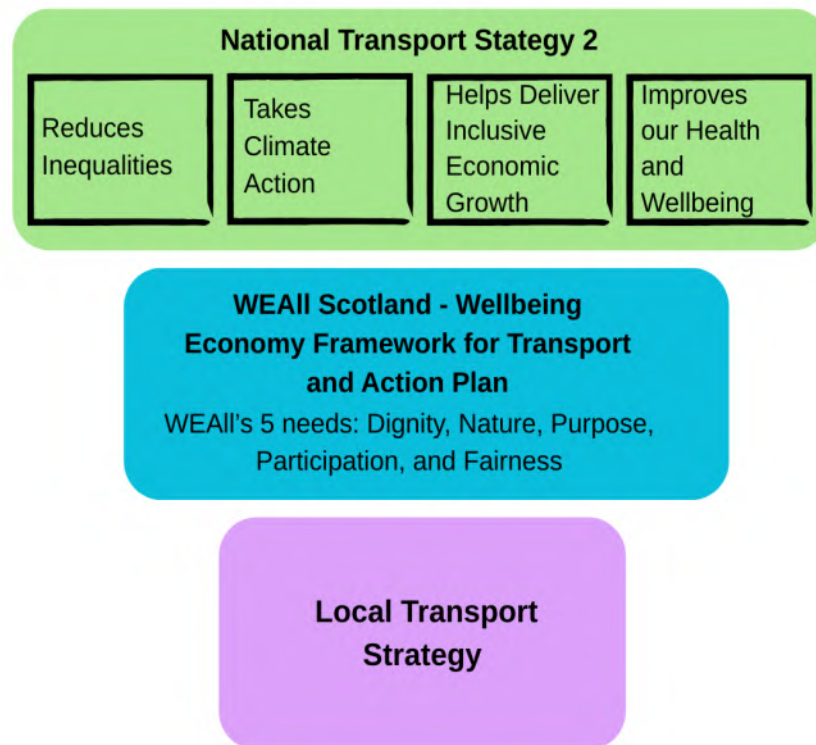 National Transport Stategy 2
Reduces
Inequalities
Takes
Climate
Action
Helps Deliver
Inclusive
Economic
Growth
Improves
our Health
and
Wellbeing
WEAll Scotland - Wellbeing
Economy Framework for Transport
and Action Plan
WEAll's 5 needs: Dignity, Nature, Purpose,
Participation, and Fairness
Local Transport
Strategy